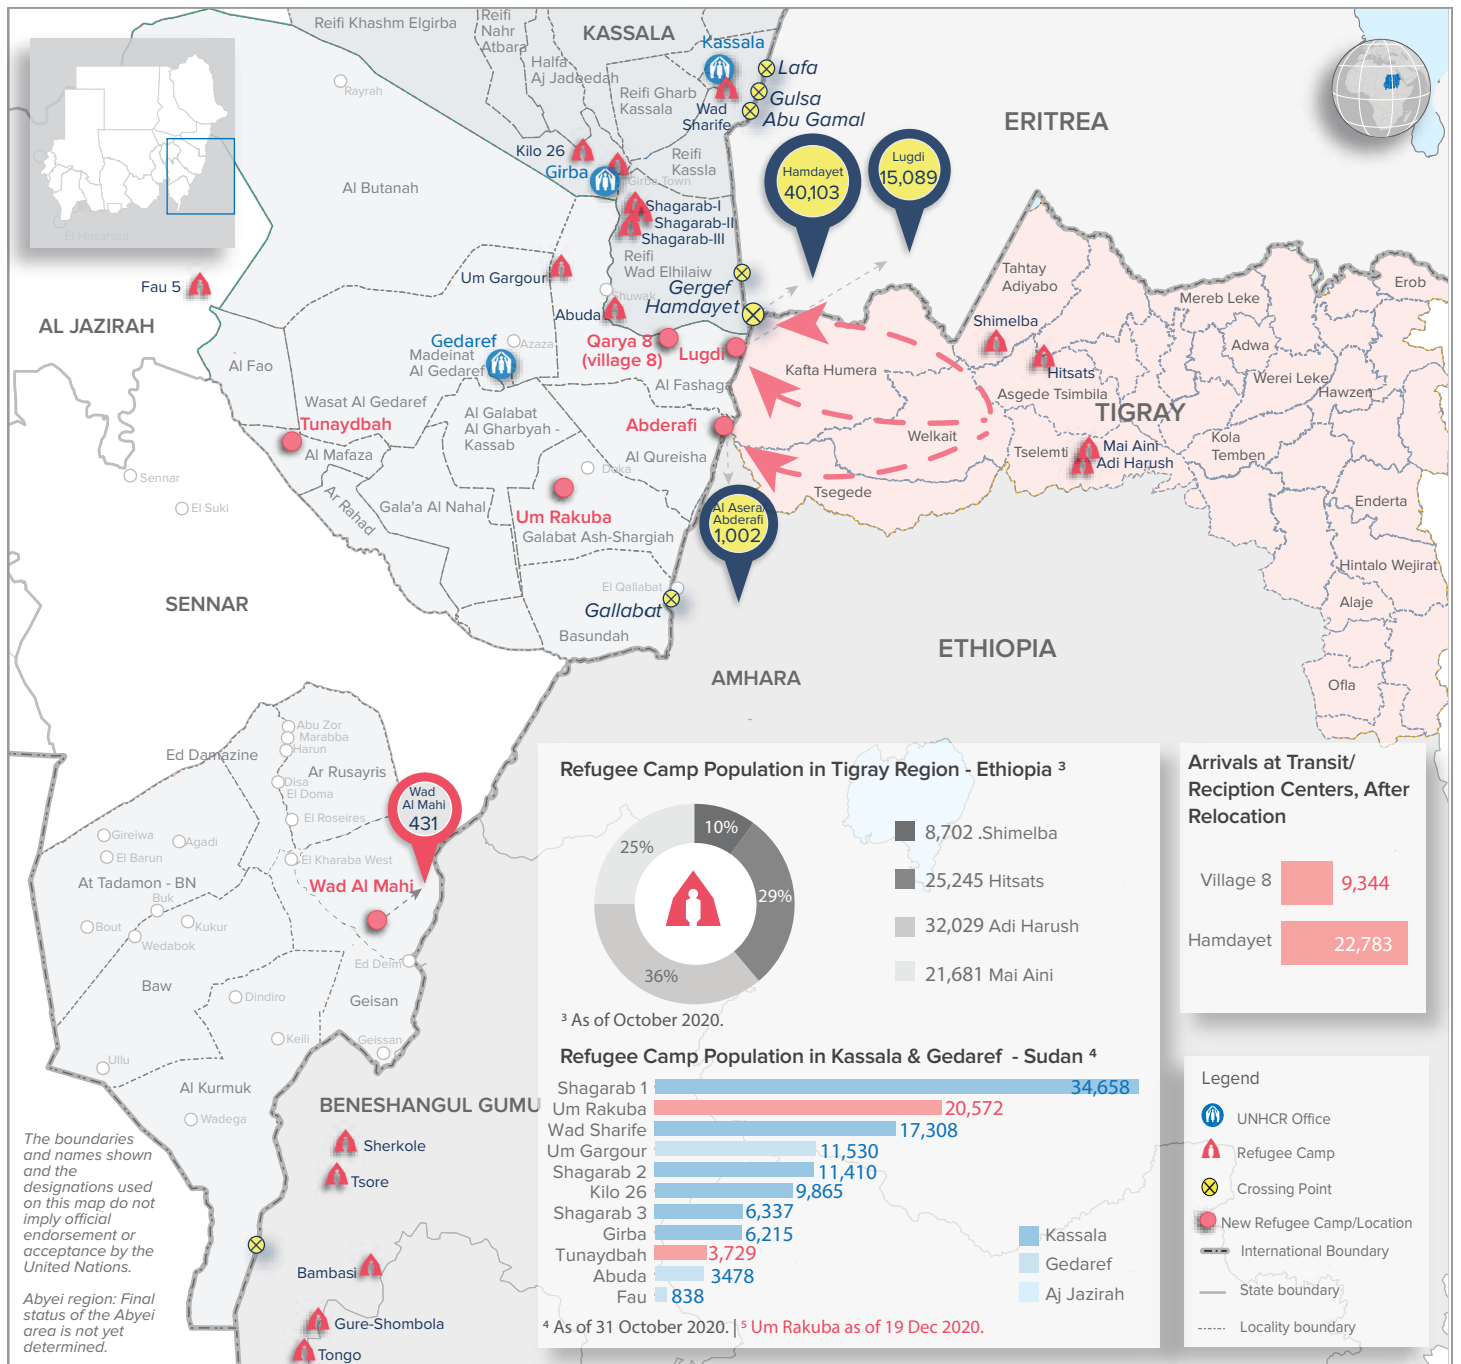 Reifi Khashm Elgirba
Reifi
Nahr
Atbara
KASSALA
Kassala
Lafa
Halfa
Aj Jadeedah
Reifi Gharb
Kassala
Gulsa
Abu Gamal
Wad
Sharife
Rayrah
ERITREA
Kilo 26
Girba
Girba Town
Reifi
Kassla
Hamdayet
40,103
Lugdi
15,089
Al Butanah
El Hasahisa
Shagarab-I
Shagarab-II
Shagarab-III
Reifi
Wad Elhilaiw
Um Gargour
Fau 5
Gergef
Hamdayet
Abuda
AL JAZIRAH
Gedaref
Madeinat
Al Gedaref
Azaza
Qarya 8
(village 8)
Lugdi
Al Fao
Al Fashaga
Wasat Al Gedaref
Tunaydbah
Al Mafaza
Al Galabat
Al Gharbyah -
Kassab
Abderafi
Al Qureisha
Doka
Sennar
El Suki
Ar Rahad
Gala'a Al Nahal
Um Rakuba
Galabat Ash-Shargiah
Al Asera/
Abderafi
1,002
El Qallabat
Gallabat
Basundah
SENNAR
Tahtay
Adiyabo
Mereb Leke
Erob
Shimelba
Hitsats
Adwa
Werei Leke
Hawzen
Kafta Humera
Asgede Tsimbila
TIGRAY
Welkait
Tselemti
Mai Aini
Adi Harush
Kola
Temben
Tsegede
Enderta
Hintalo Wejirat
Alaje
Ofla
ETHIOPIA
AMHARA
Abu Zor
Marabba
Harun
Ed Damazine
Ar Rusayris
Disa
El Doma
El Roseires
Wad
Al Mahi
431
Gireiwa
Agadi
El Barun
El Kharaba West
At Tadamon - BN
Wad Al Mahi
Buk
Bout
Kukur
Wedabok
Ed Deim
Baw
Dindiro
Geisan
Keili
Geissan
Ullu
Al Kurmuk
Wadega
BENESHANGUL GUMU
Sherkole
Tsore
Bambasi
Gure-Shombola
Tongo
The boundaries
and names shown
and the
designations used
on this map do not
imply official
endorsement or
acceptance by the
United Nations.
Abyei region: Final
status of the Abyei
area is not yet
determined.
Refugee Camp Population in Tigray Region - Ethiopia ³
10%
29%
36%
25%
8,702 .Shimelba
25,245 Hitsats
32,029 Adi Harush
21,681 Mai Aini
³ As of October 2020.
Refugee Camp Population in Kassala & Gedaref - Sudan ⁴
Shagarab 1 34,658
Um Rakuba 20,572
Wad Sharife 17,308
Um Gargour 11,530
Shagarab 2 11,410
Kilo 26 9,865
Shagarab 3 6,337
Girba 6,215
Tunaydbah 3,729
Abuda 3478
Fau 838
Kassala
Gedaref
Aj Jazirah
⁴ As of 31 October 2020. | ⁵ Um Rakuba as of 19 Dec 2020.
Arrivals at Transit/
Reciption Centers, After
Relocation
Village 8 9,344
Hamdayet 22,783
Legend
UNHCR Office
Refugee Camp
Crossing Point
New Refugee Camp/Location
International Boundary
State boundary
Locality boundary